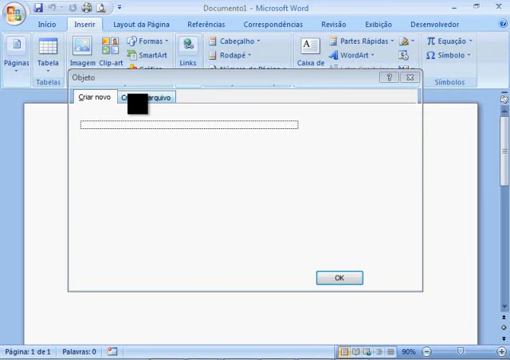 Documento1 - Microsoft Word
Início Inserir Layout da Página Referências Correspondências Revisão Exibição Desenvolvedor
Páginas
Tabela
Tabelas
Imagem
Clip-art
Formas
SmartArt
Links
Cabeçalho
Rodapé
Caixa de
Partes Rápidas
WordArt
Equação
Símbolo
Símbolos
Objeto
Criar novo
arquivo
OK
Página: 1 de 1 Palavras: 0 90%